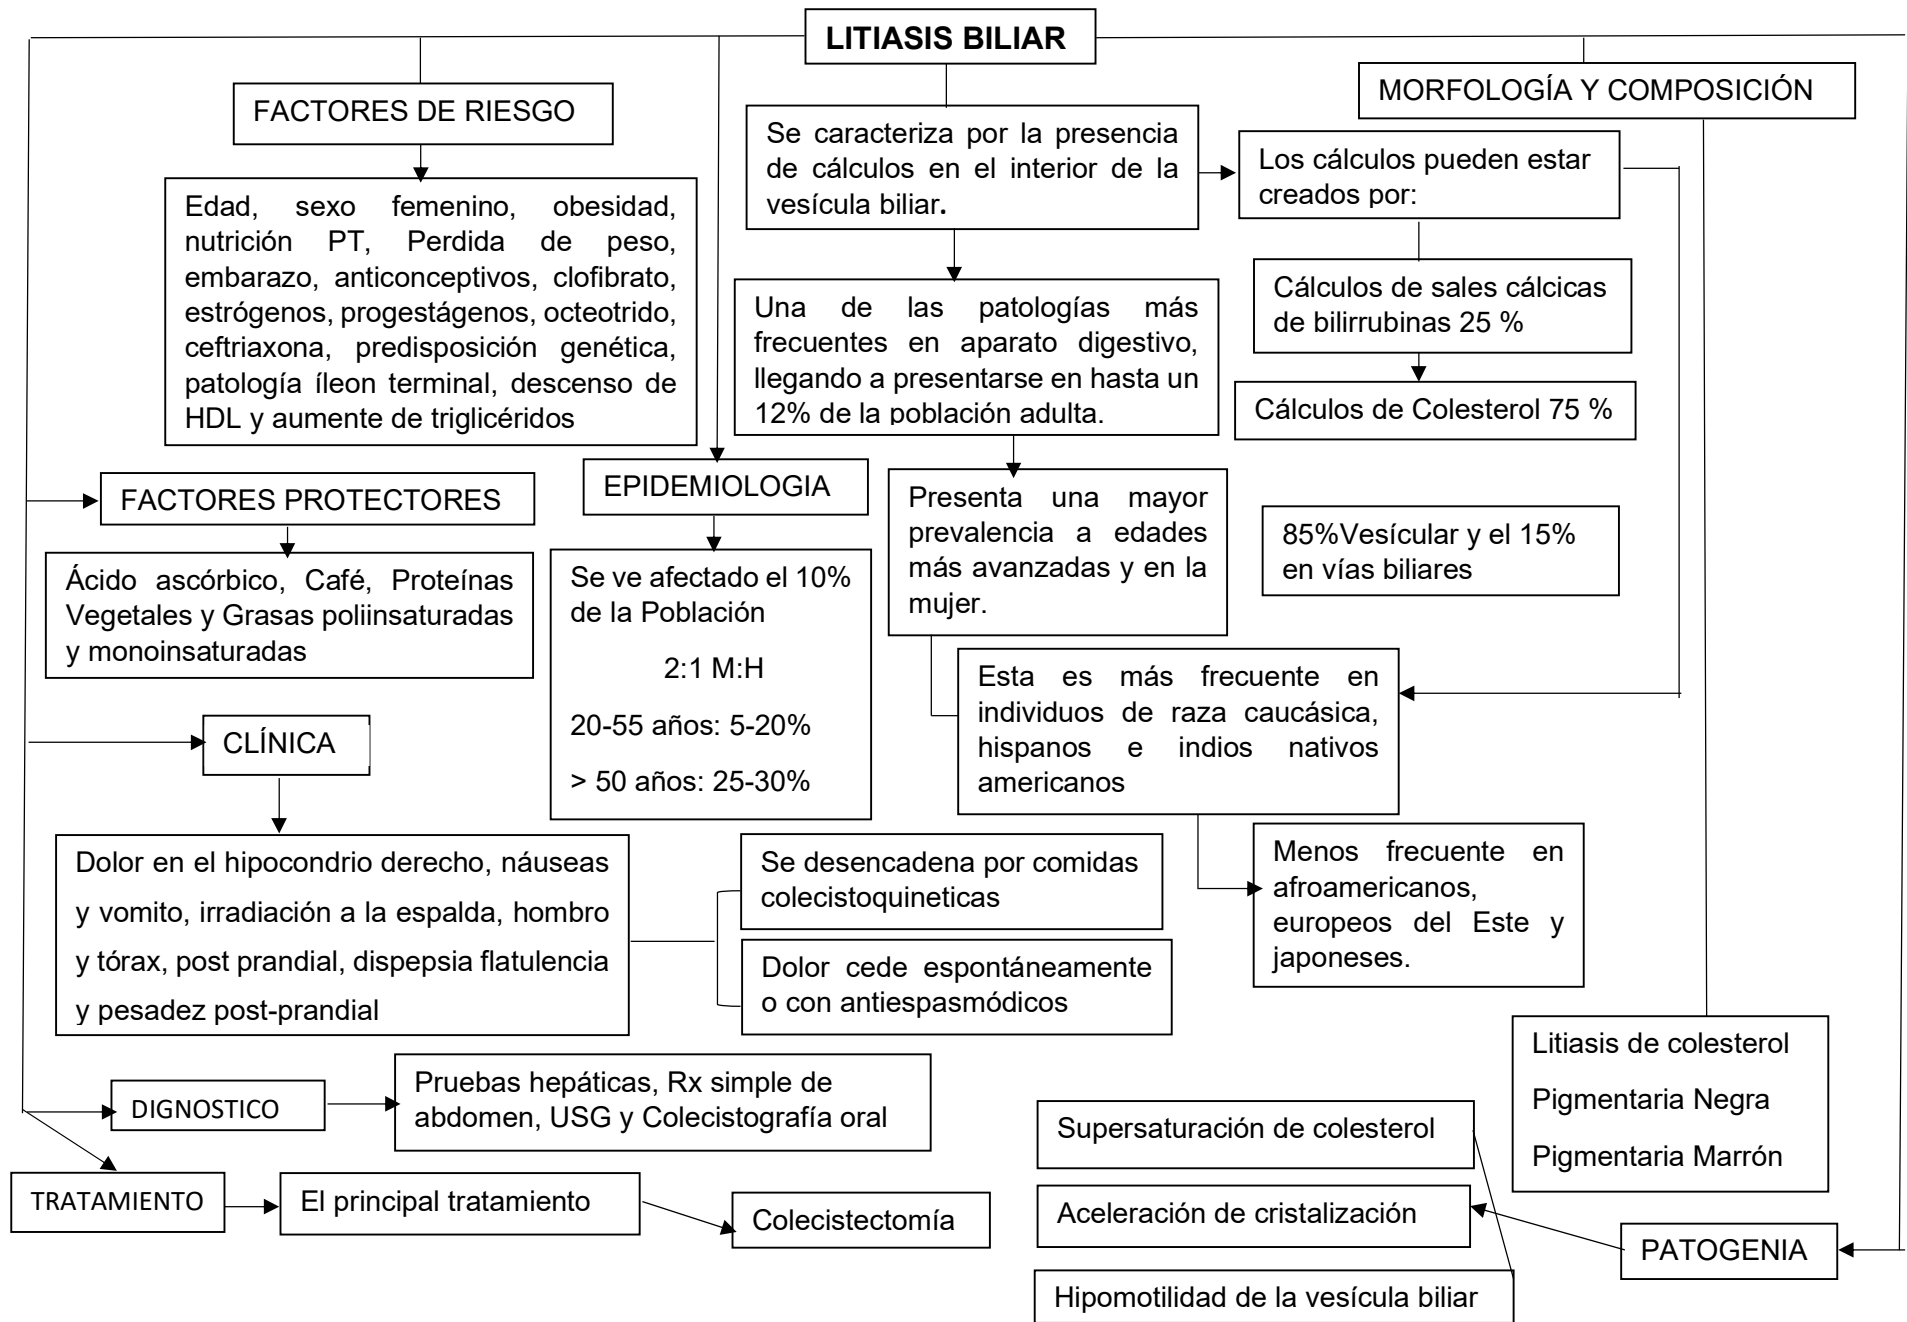 LITIASIS BILIAR
FACTORES DE RIESGO
Edad, sexo femenino, obesidad,
nutrición PT, Perdida de peso,
embarazo, anticonceptivos, clofibrato,
estrógenos, progestágenos, octeotrido,
ceftriaxona, predisposición genética,
patología íleon terminal, descenso de
HDL y aumente de triglicéridos
FACTORES PROTECTORES
Ácido ascórbico, Café, Proteínas
Vegetales y Grasas poliinsaturadas
y monoinsaturadas
EPIDEMIOLOGIA
Se ve afectado el 10%
de la Población
2:1 M:H
20-55 años: 5-20%
> 50 años: 25-30%
Se caracteriza por la presencia
de cálculos en el interior de la
vesícula biliar.
Una de las patologías más
frecuentes en aparato digestivo,
llegando a presentarse en hasta un
12% de la población adulta.
Presenta una mayor
prevalencia a edades
más avanzadas y en la
mujer.
Esta es más frecuente en
individuos de raza caucásica,
hispanos e indios nativos
americanos
Menos frecuente en
afroamericanos,
europeos del Este y
japoneses.
MORFOLOGÍA Y COMPOSICIÓN
Los cálculos pueden estar
creados por:
Cálculos de sales cálcicas
de bilirrubinas 25 %
Cálculos de Colesterol 75 %
85%Vesícular y el 15%
en vías biliares
CLÍNICA
Dolor en el hipocondrio derecho, náuseas
y vomito, irradiación a la espalda, hombro
y tórax, post prandial, dispepsia flatulencia
y pesadez post-prandial
Se desencadena por comidas
colecistoquineticas
Dolor cede espontáneamente
o con antiespasmódicos
DIGNOSTICO
Pruebas hepáticas, Rx simple de
abdomen, USG y Colecistografía oral
TRATAMIENTO
El principal tratamiento
Colecistectomía
Litiasis de colesterol
Pigmentaria Negra
Pigmentaria Marrón
Supersaturación de colesterol
Aceleración de cristalización
Hipomotilidad de la vesícula biliar
PATOGENIA